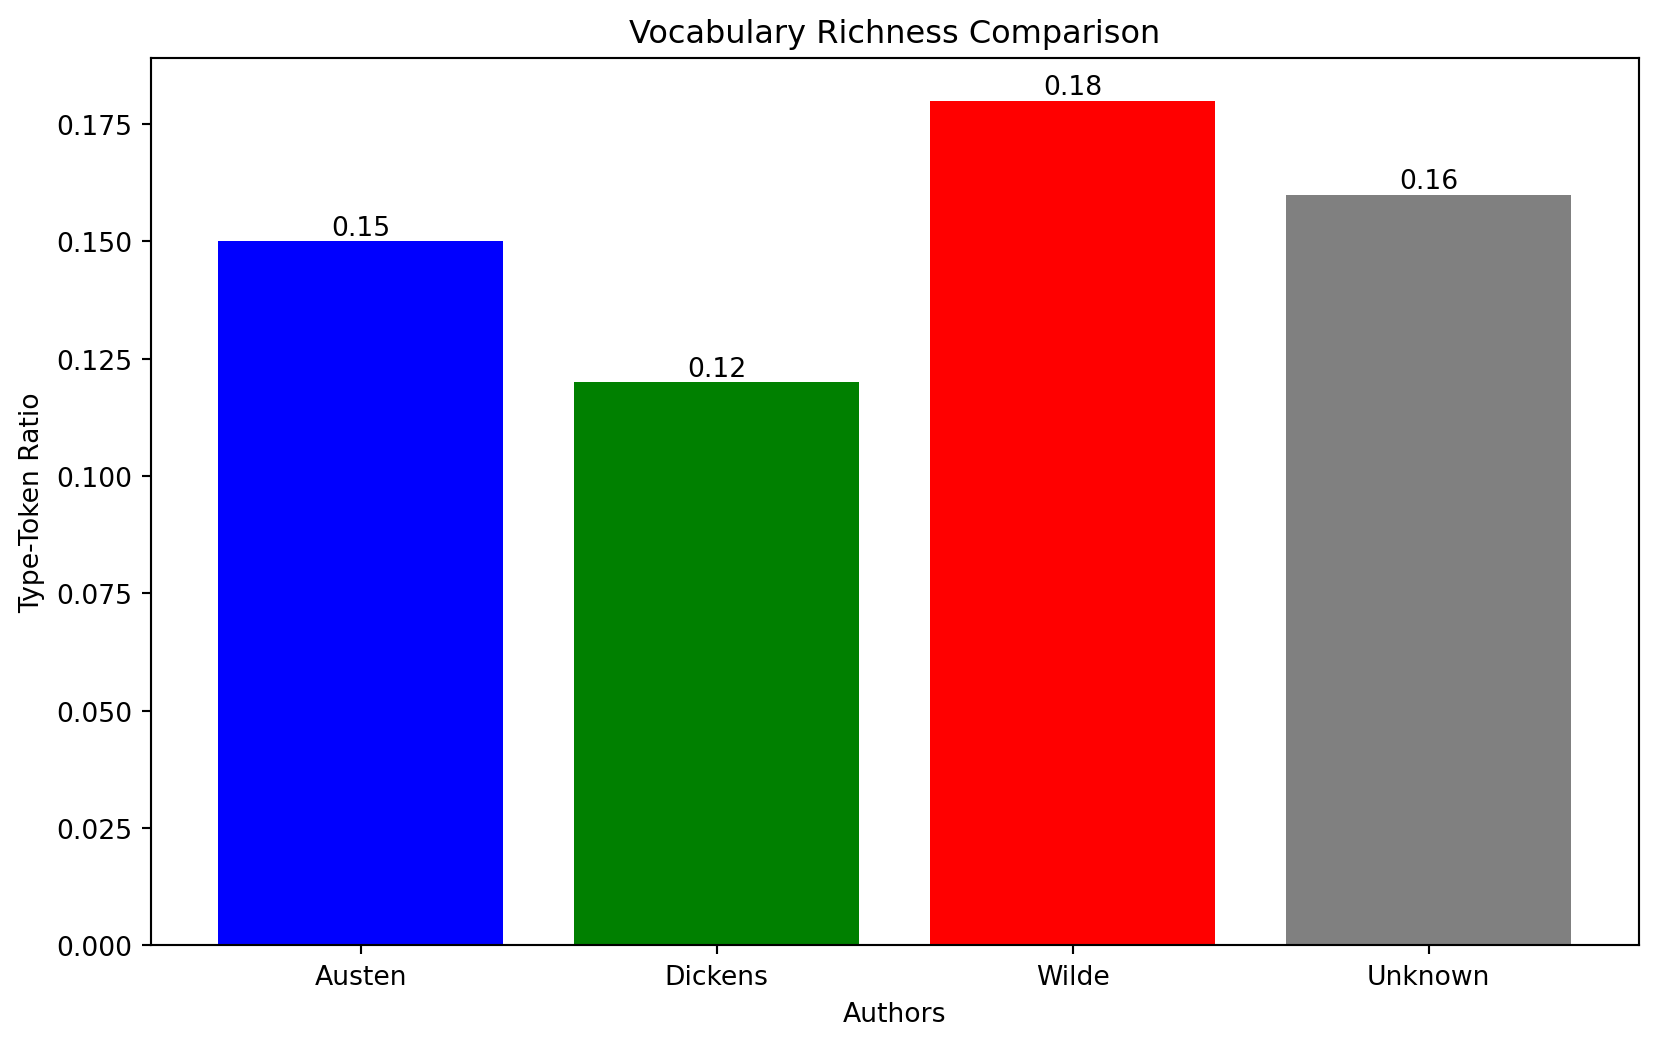 Vocabulary Richness Comparison
0.18
0.175
0.16
0.15
0.150
0.125
0.12
0.100
Type-Token Ratio
0.075
0.050
0.025
0.000
Austen
Dickens
Wilde
Unknown
Authors